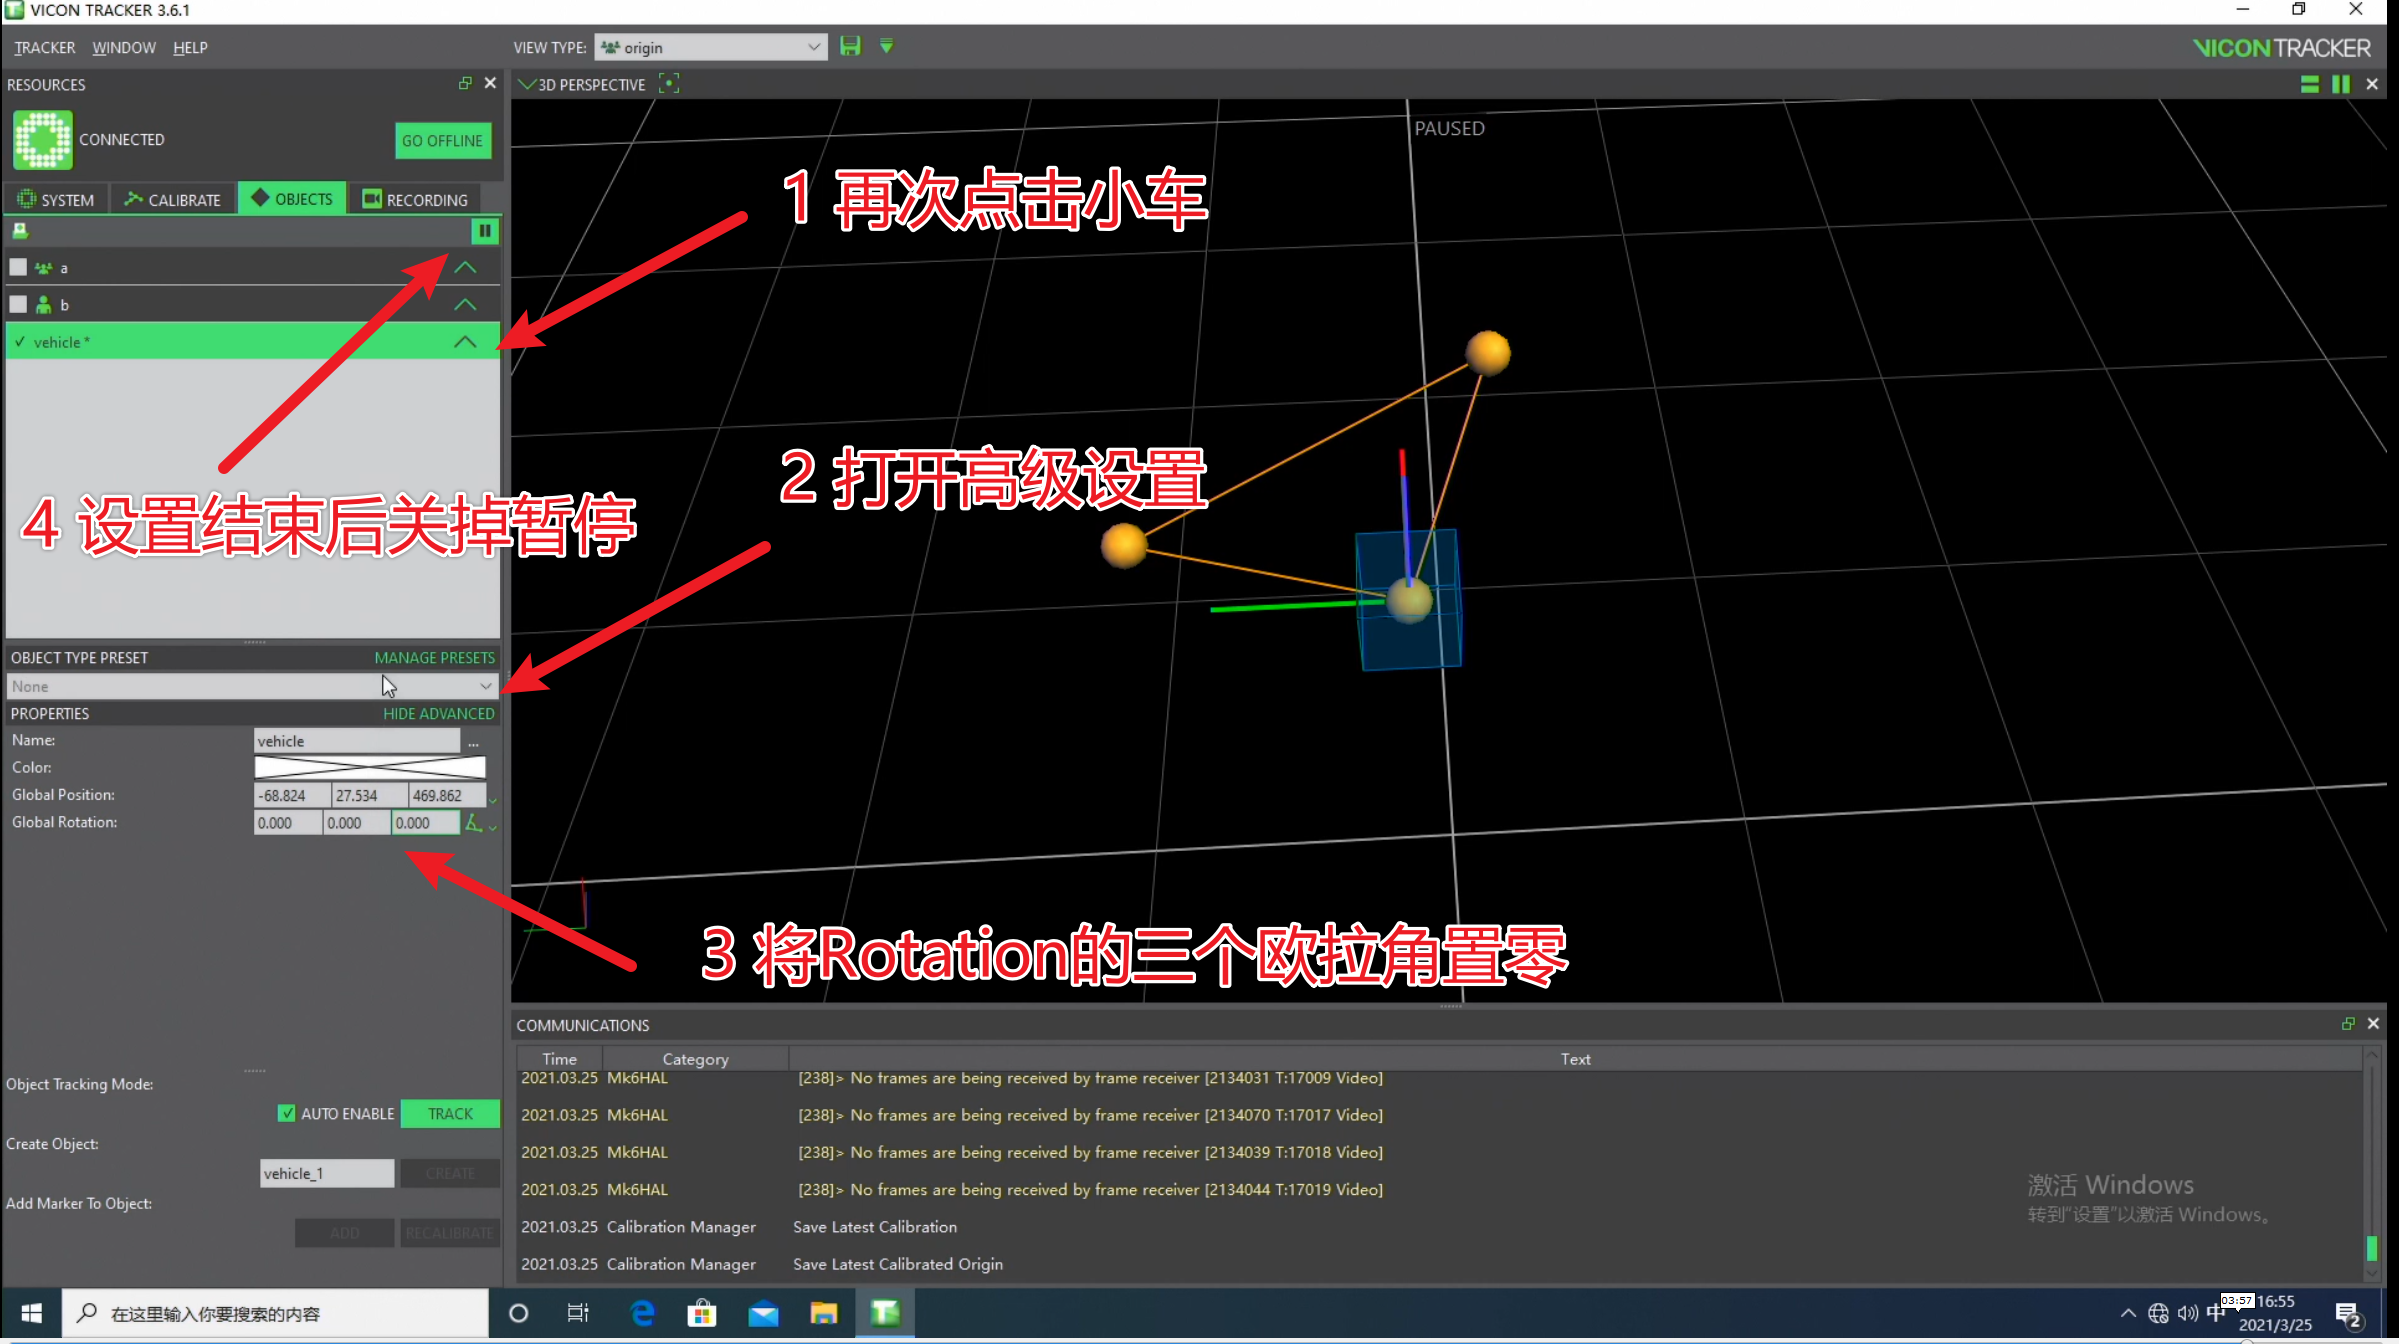 VICON TRACKER 3.6.1
TRACKER WINDOW HELP
VIEW TYPE: origin
VICON TRACKER
RESOURCES
3D PERSPECTIVE
CONNECTED
GO OFFLINE
PAUSED
SYSTEM CALIBRATE OBJECTS RECORDING
1 再次点击小车
a
b
vehicle *
2 打开高级设置
4 设置结束后关掉暂停
OBJECT TYPE PRESET MANAGE PRESETS
None
PROPERTIES HIDE ADVANCED
Name: vehicle ...
Color:
Global Position: -68.824 27.534 469.862
Global Rotation: 0.000 0.000 0.000
3 将Rotation的三个欧拉角置零
COMMUNICATIONS
Time Category Text
2021.03.25 Mk6HAL [238]> No frames are being received by frame receiver [2134031 T:17009 Video]
2021.03.25 Mk6HAL [238]> No frames are being received by frame receiver [2134070 T:17017 Video]
2021.03.25 Mk6HAL [238]> No frames are being received by frame receiver [2134039 T:17018 Video]
2021.03.25 Mk6HAL [238]> No frames are being received by frame receiver [2134044 T:17019 Video]
2021.03.25 Calibration Manager Save Latest Calibration
2021.03.25 Calibration Manager Save Latest Calibrated Origin
Object Tracking Mode:
AUTO ENABLE TRACK
Create Object:
vehicle_1 CREATE
Add Marker To Object:
ADD RECALIBRATE
激活 Windows
转到"设置"以激活 Windows。
在这里输入你要搜索的内容
中 03:57 16:55
2021/3/25
2